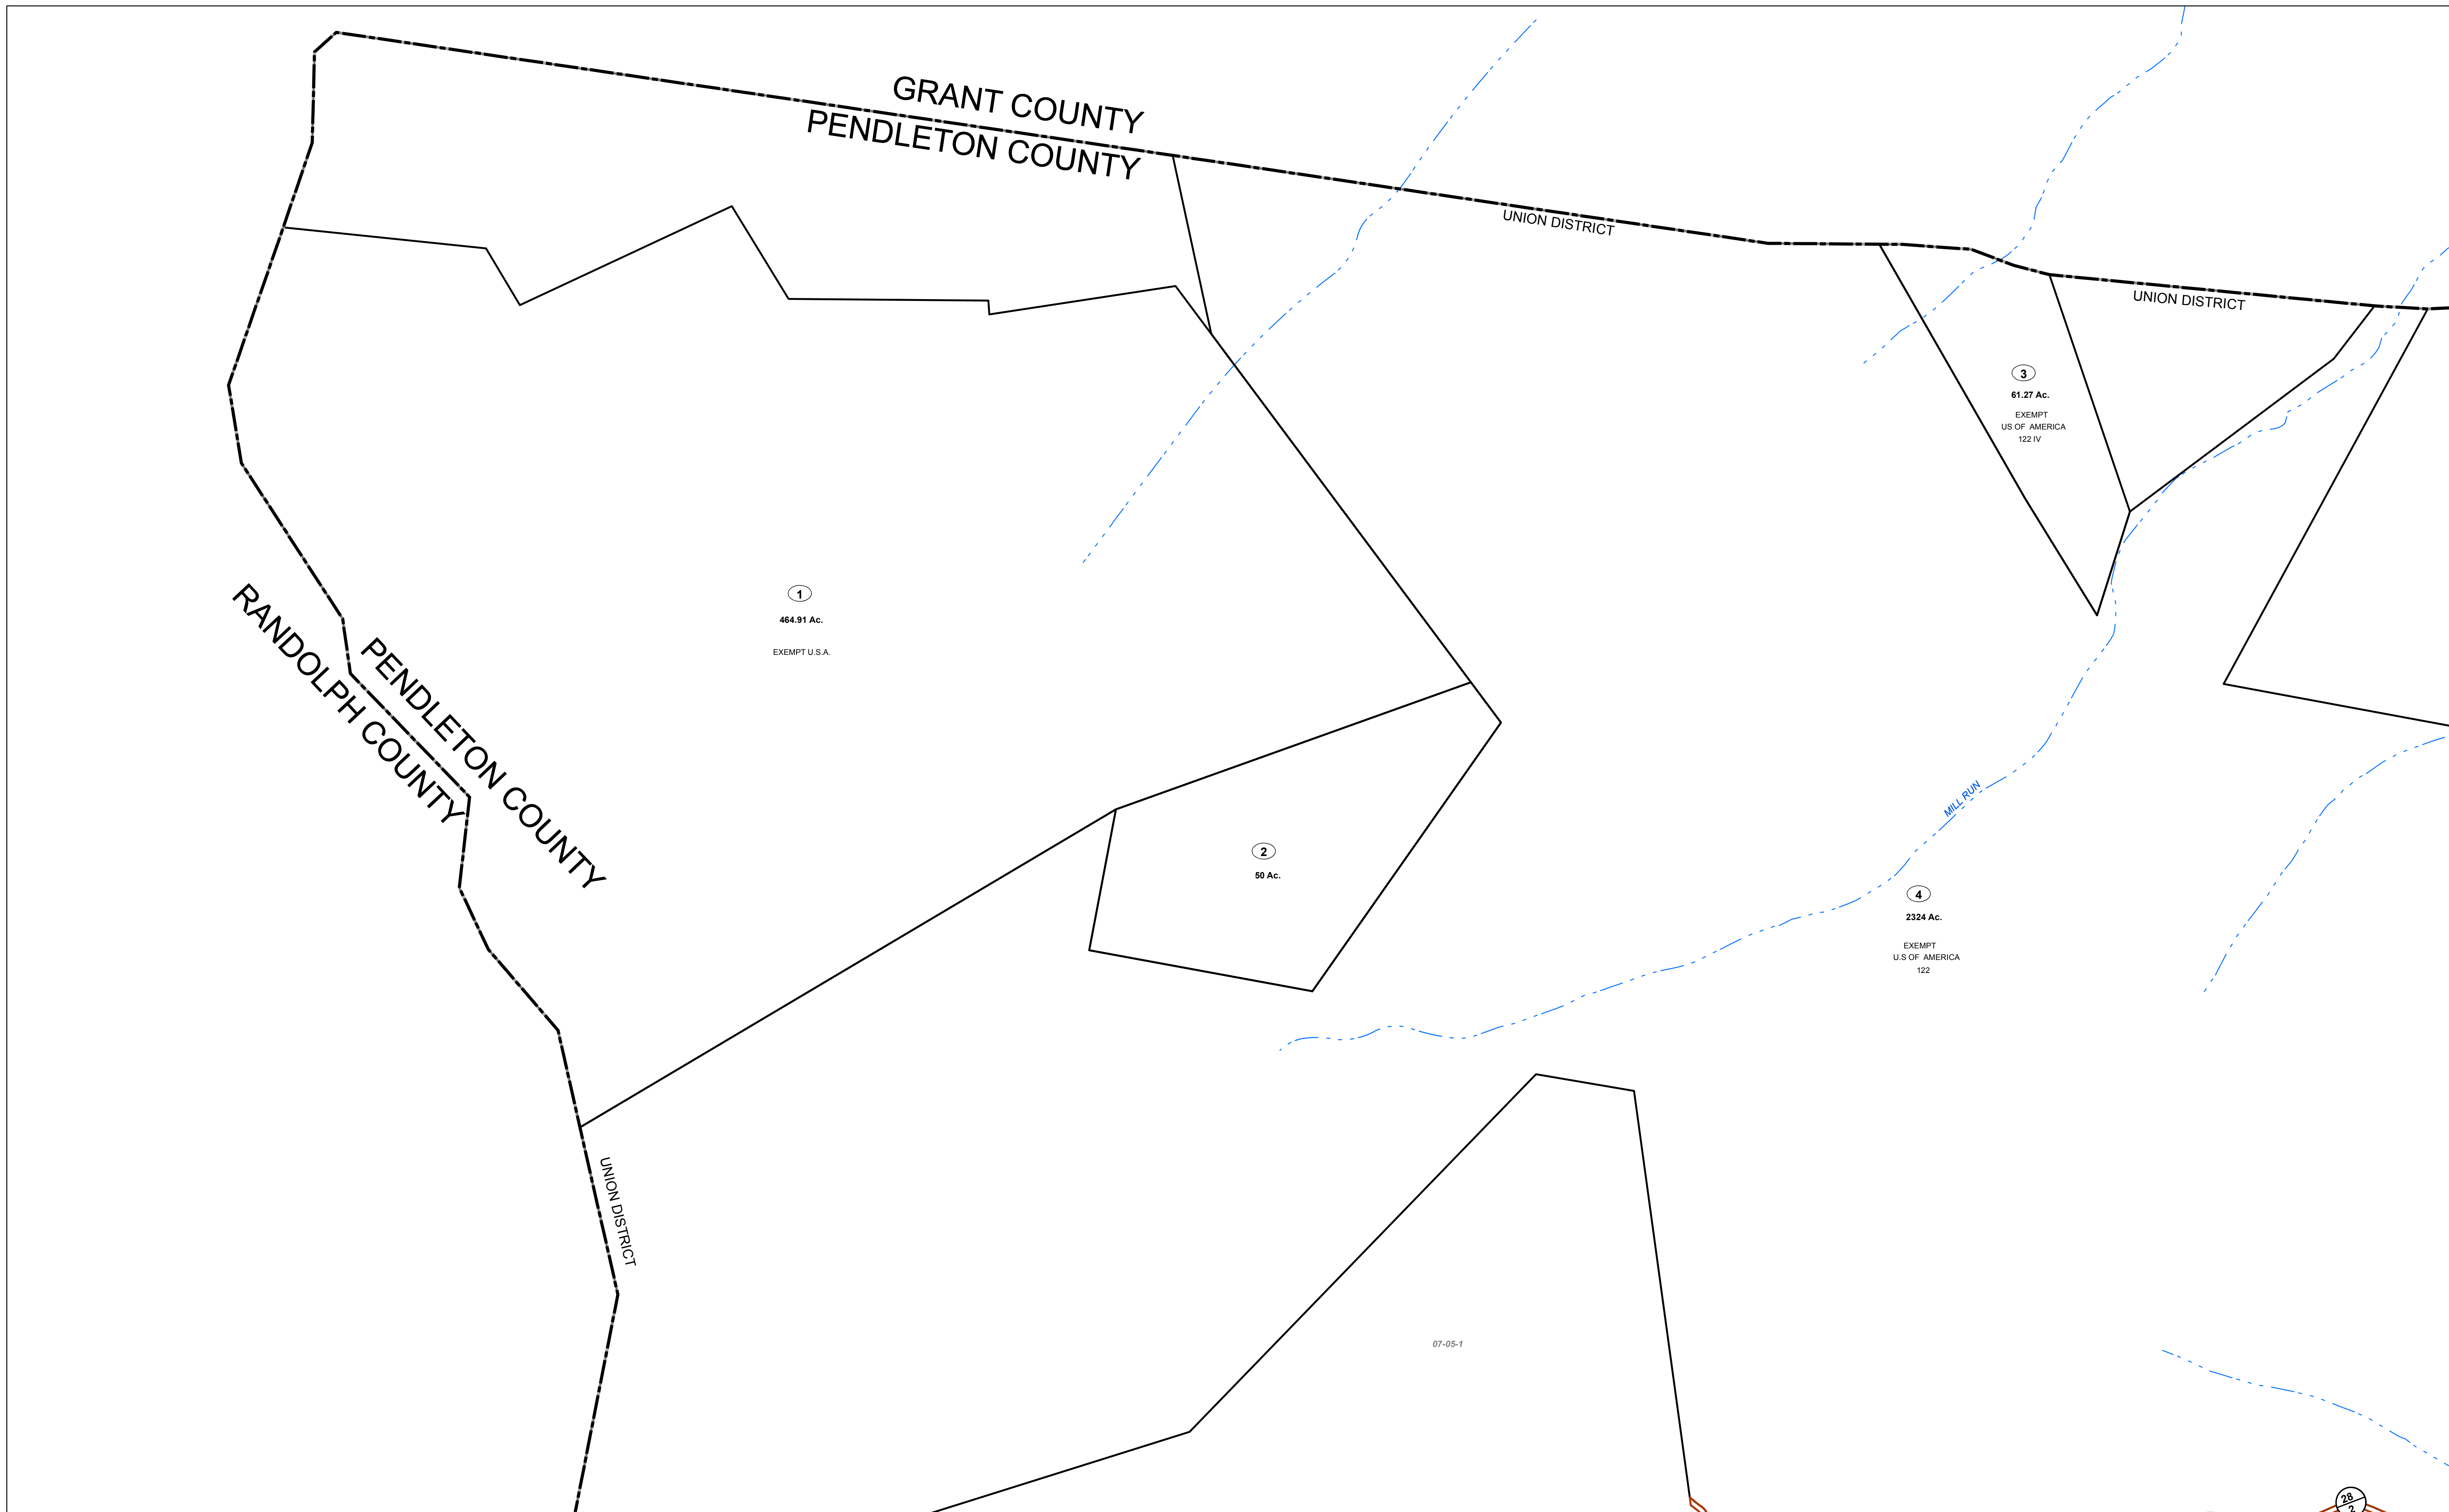 GRANT COUNTY
PENDLETON COUNTY
UNION DISTRICT
UNION DISTRICT
3
61.27 Ac.
EXEMPT
US OF AMERICA
122 IV
1
464.91 Ac.
EXEMPT U.S.A.
PENDLETON COUNTY
RANDOLPH COUNTY
MILL RUN
2
50 Ac.
4
2324 Ac.
EXEMPT
U.S OF AMERICA
122
UNION DISTRICT
07-05-1
28
2